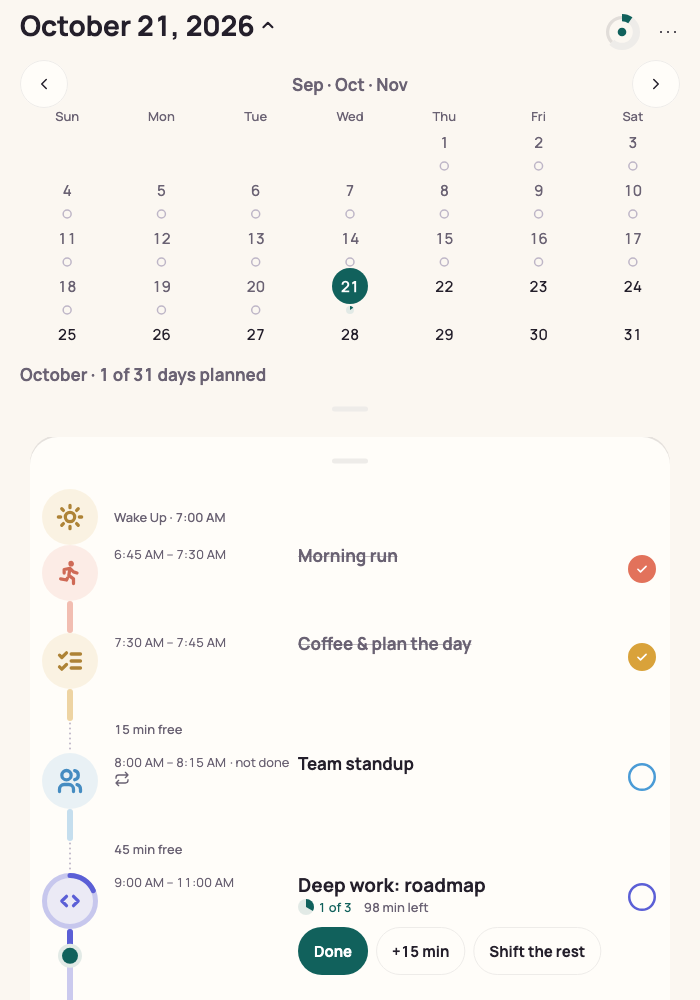 October 21, 2026
...
Sep · Oct · Nov
Sun Mon Tue Wed Thu Fri Sat
1 2 3
4 5 6 7 8 9 10
11 12 13 14 15 16 17
18 19 20 21 22 23 24
25 26 27 28 29 30 31
October · 1 of 31 days planned
Wake Up · 7:00 AM
6:45 AM – 7:30 AM Morning run
7:30 AM – 7:45 AM Coffee & plan the day
15 min free
8:00 AM – 8:15 AM · not done Team standup
45 min free
9:00 AM – 11:00 AM Deep work: roadmap
1 of 3 98 min left
Done +15 min Shift the rest